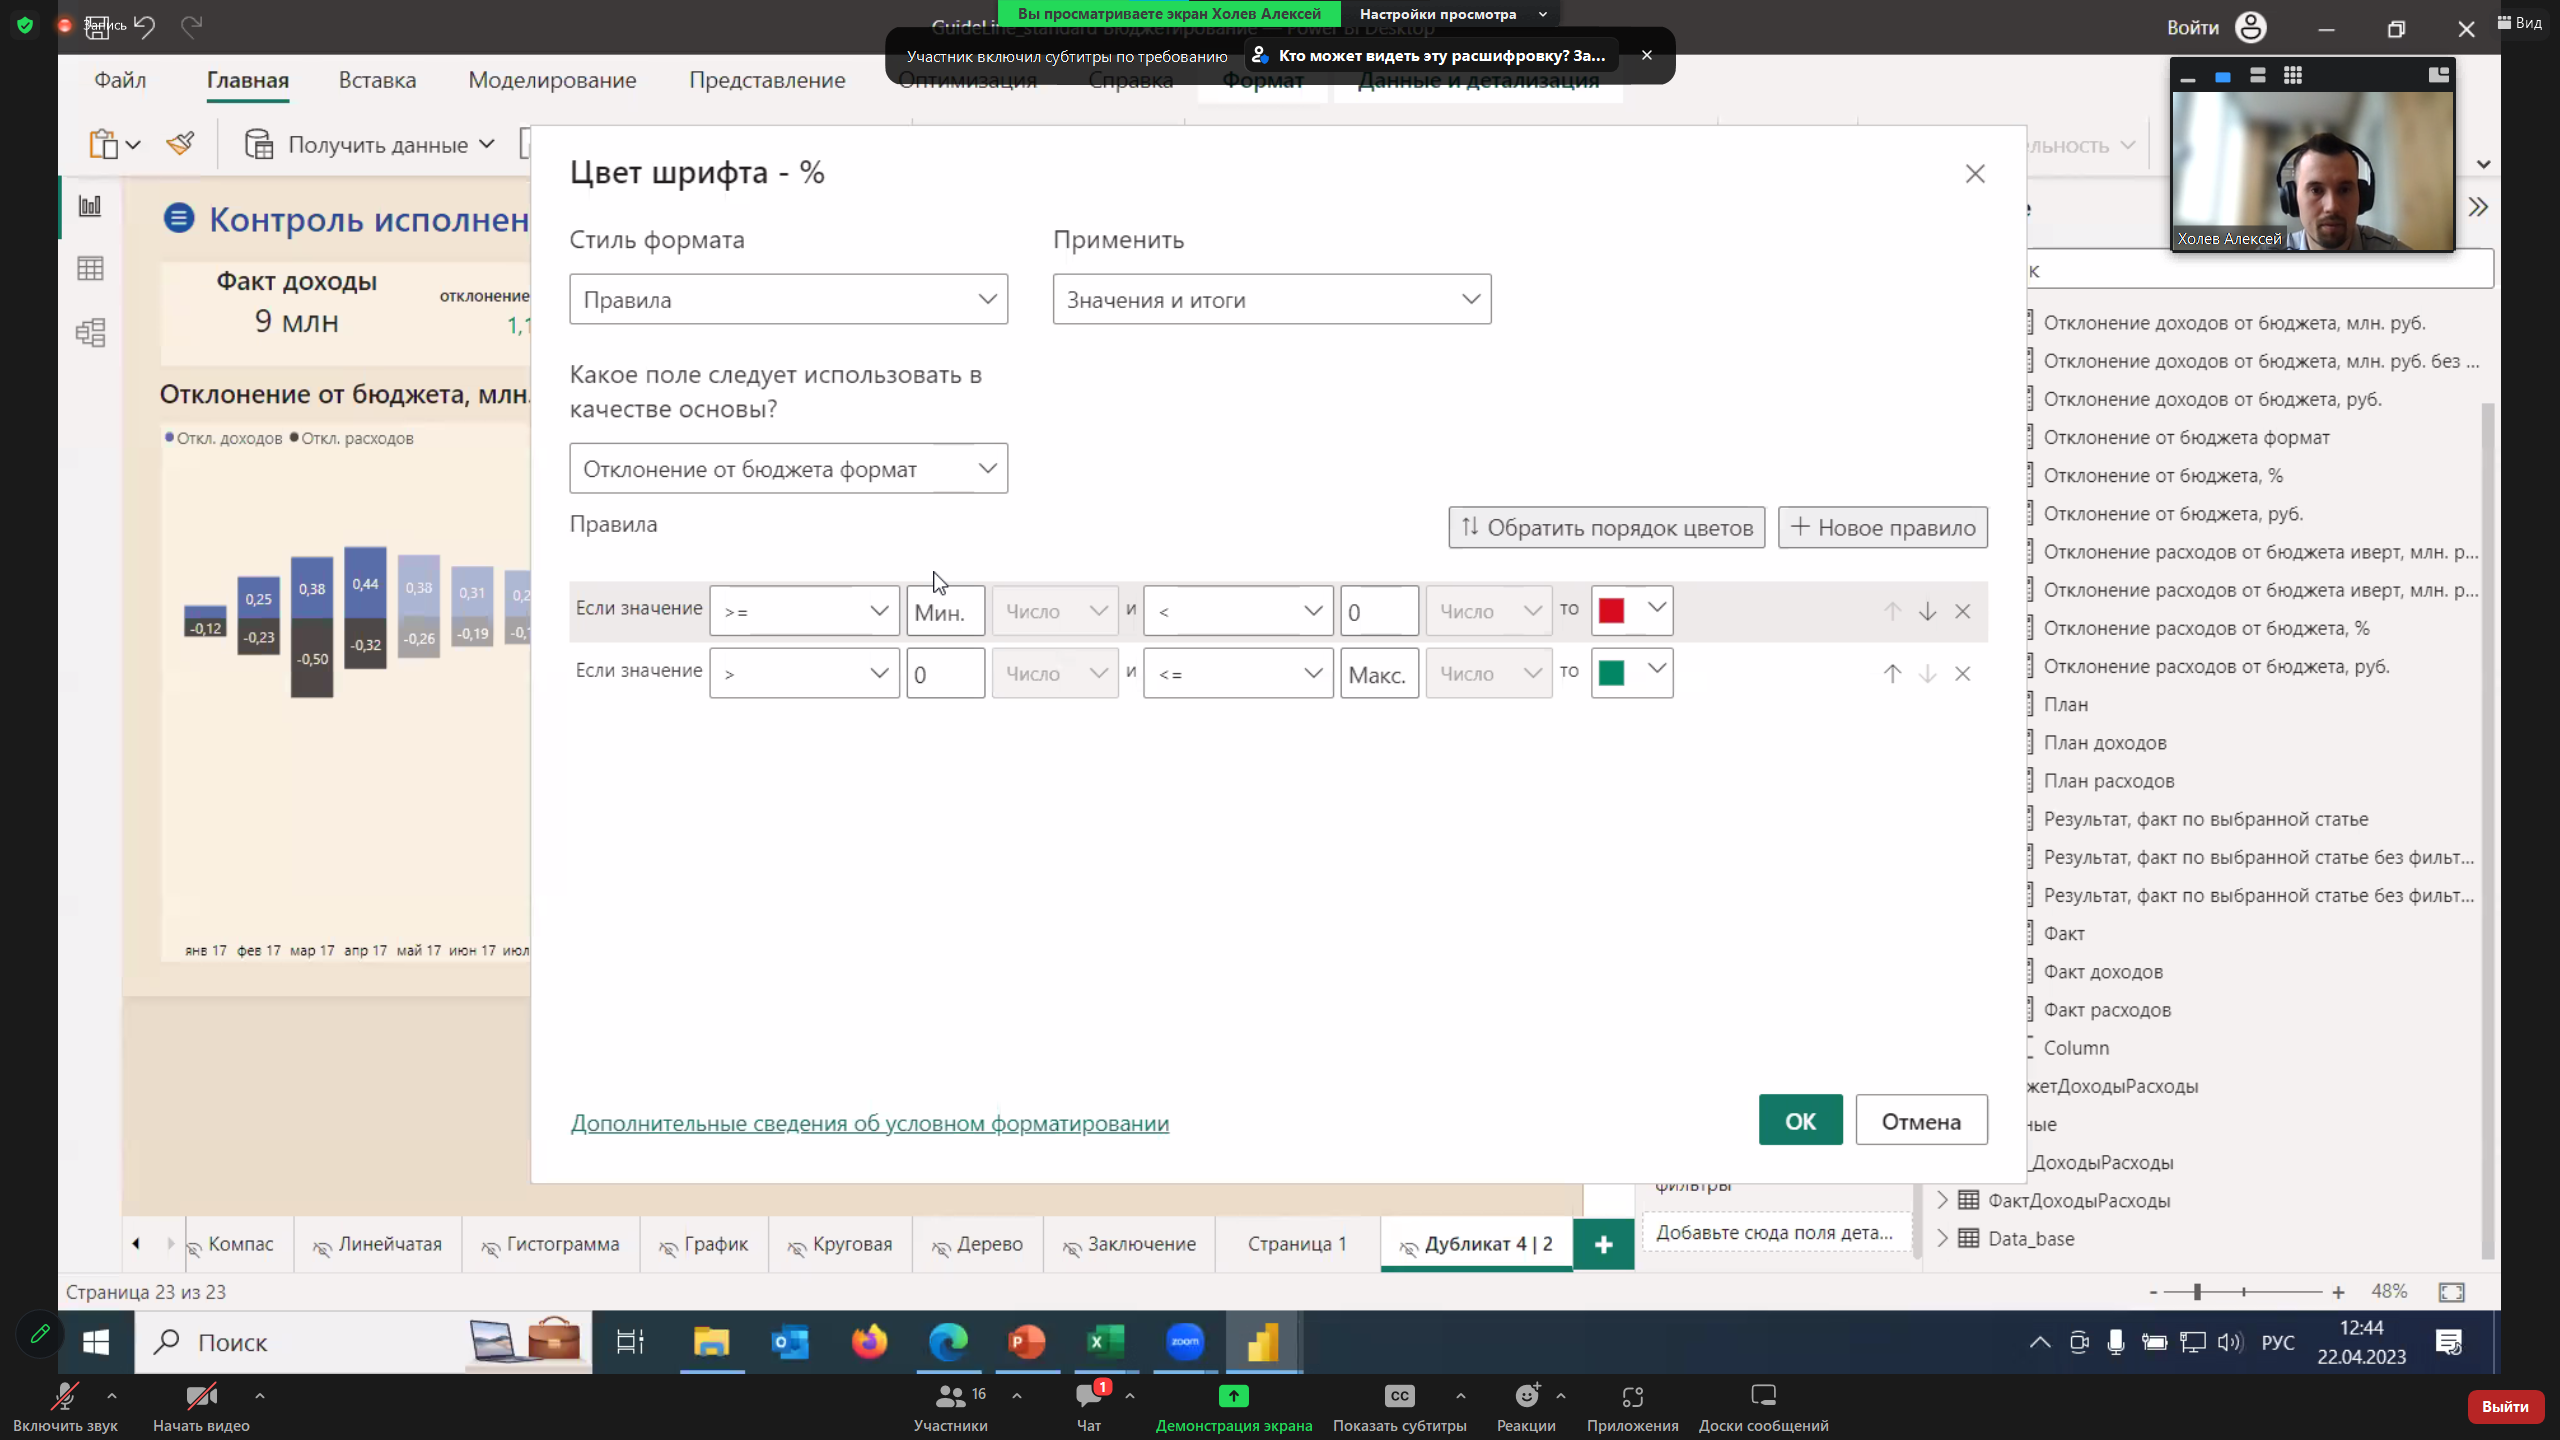 Запись
Вы просматриваете экран Холев Алексей
Настройки просмотра
Вид
Участник включил субтитры по требованию
Кто может видеть эту расшифровку? За...
Войти
Файл
Главная
Вставка
Моделирование
Представление
Оптимизация
Справка
Формат
Данные и детализация
Получить данные
Холев Алексей
Контроль исполнен
Факт доходы
9 млн
отклонение
Отклонение от бюджета, млн.
Откл. доходов
Откл. расходов
0,25
0,38
0,44
0,38
0,31
-0,12
-0,23
-0,50
-0,32
-0,26
-0,19
янв 17 фев 17 мар 17 апр 17 май 17 июн 17 июл
Цвет шрифта - %
Стиль формата
Применить
Правила
Значения и итоги
Какое поле следует использовать в
качестве основы?
Отклонение от бюджета формат
Правила
Обратить порядок цветов
Новое правило
Если значение >= Мин. Число и < 0 Число то
Если значение > 0 Число и <= Макс. Число то
Дополнительные сведения об условном форматировании
ОК
Отмена
Отклонение доходов от бюджета, млн. руб.
Отклонение доходов от бюджета, млн. руб. без ...
Отклонение доходов от бюджета, руб.
Отклонение от бюджета формат
Отклонение от бюджета, %
Отклонение от бюджета, руб.
Отклонение расходов от бюджета иверт, млн. р...
Отклонение расходов от бюджета иверт, млн. р...
Отклонение расходов от бюджета, %
Отклонение расходов от бюджета, руб.
План
План доходов
План расходов
Результат, факт по выбранной статье
Результат, факт по выбранной статье без фильт...
Результат, факт по выбранной статье без фильт...
Факт
Факт доходов
Факт расходов
Column
жетДоходыРасходы
ные
_ДоходыРасходы
ФактДоходыРасходы
Data_base
фильтры
Добавьте сюда поля дета...
Компас
Линейчатая
Гистограмма
График
Круговая
Дерево
Заключение
Страница 1
Дубликат 4 | 2
Страница 23 из 23
48%
Поиск
zoom
РУС
12:44
22.04.2023
Включить звук
Начать видео
16
Участники
1
Чат
Демонстрация экрана
CC
Показать субтитры
Реакции
Приложения
Доски сообщений
Выйти